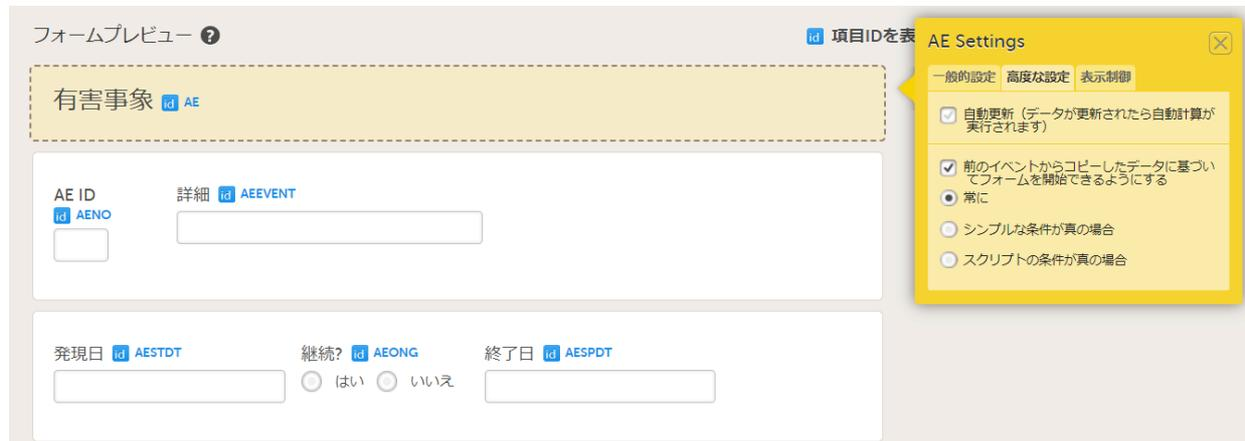 フォームプレビュー ?
id 項目IDを表
AE Settings
一般的設定 高度な設定 表示制御
有害事象 id AE
自動更新（データが更新されたら自動計算が
実行されます）
前のイベントからコピーしたデータに基づい
てフォームを開始できるようにする
常に
シンプルな条件が真の場合
スクリプトの条件が真の場合
AE ID
id AENO
詳細 id AEEVENT
発現日 id AESTDT
継続? id AEONG
終了日 id AESPDT
はい いいえ